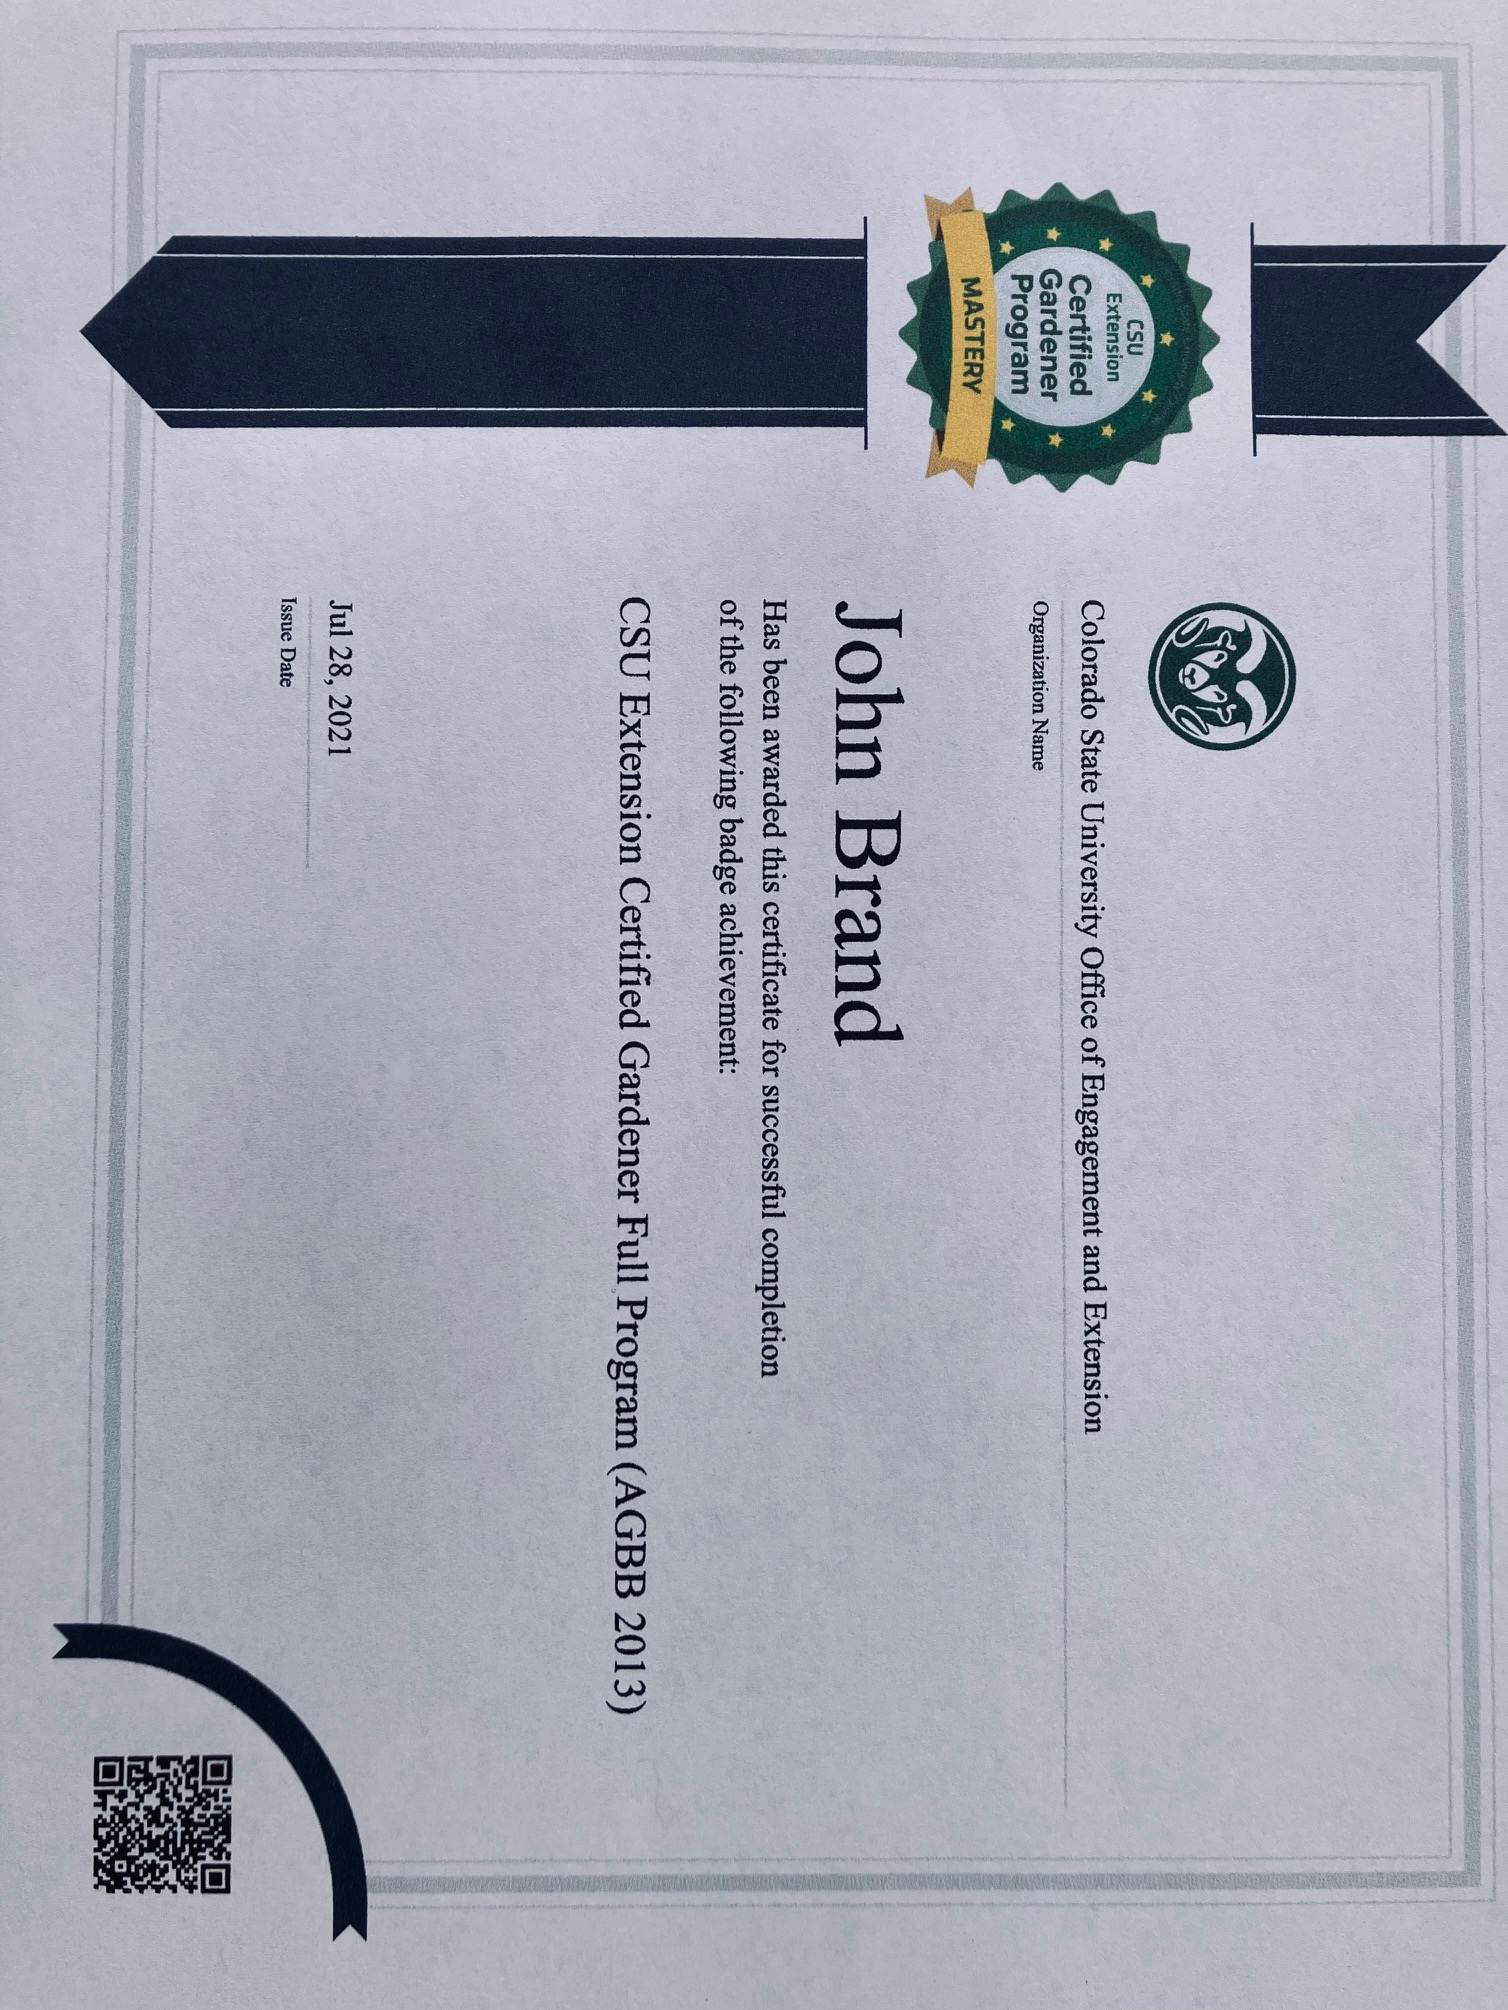 CSU
Extension
Certified
Gardener
Program
MASTERY
Colorado State University Office of Engagement and Extension
Organization Name
John Brand
Has been awarded this certificate for successful completion
of the following badge achievement:
CSU Extension Certified Gardener Full Program (AGBB 2013)
Jul 28, 2021
Issue Date